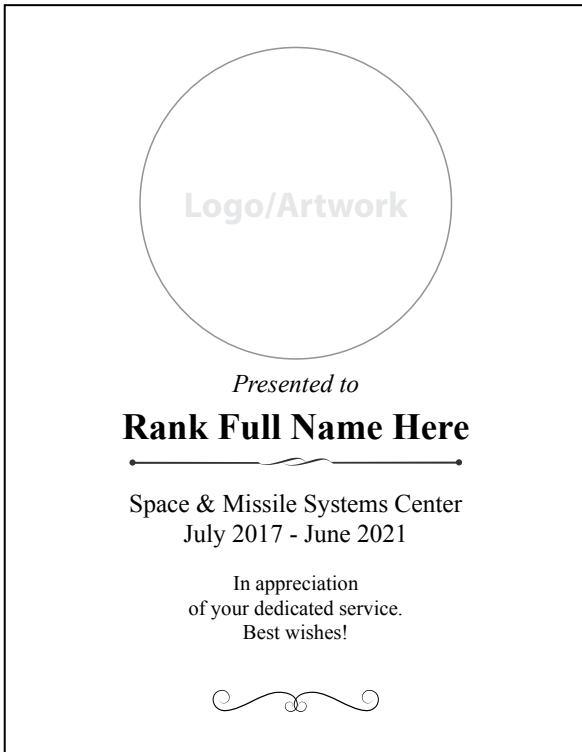 Logo/Artwork
Presented to
Rank Full Name Here
Space & Missile Systems Center
July 2017 - June 2021
In appreciation
of your dedicated service.
Best wishes!